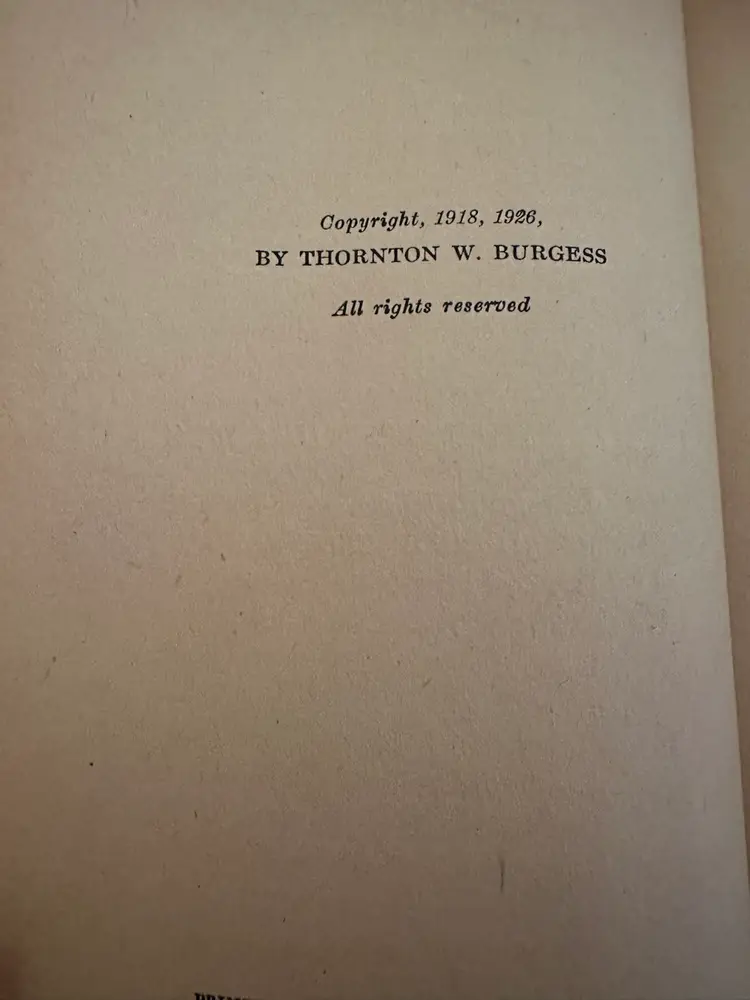 Copyright, 1918, 1926,
BY THORNTON W. BURGESS
All rights reserved